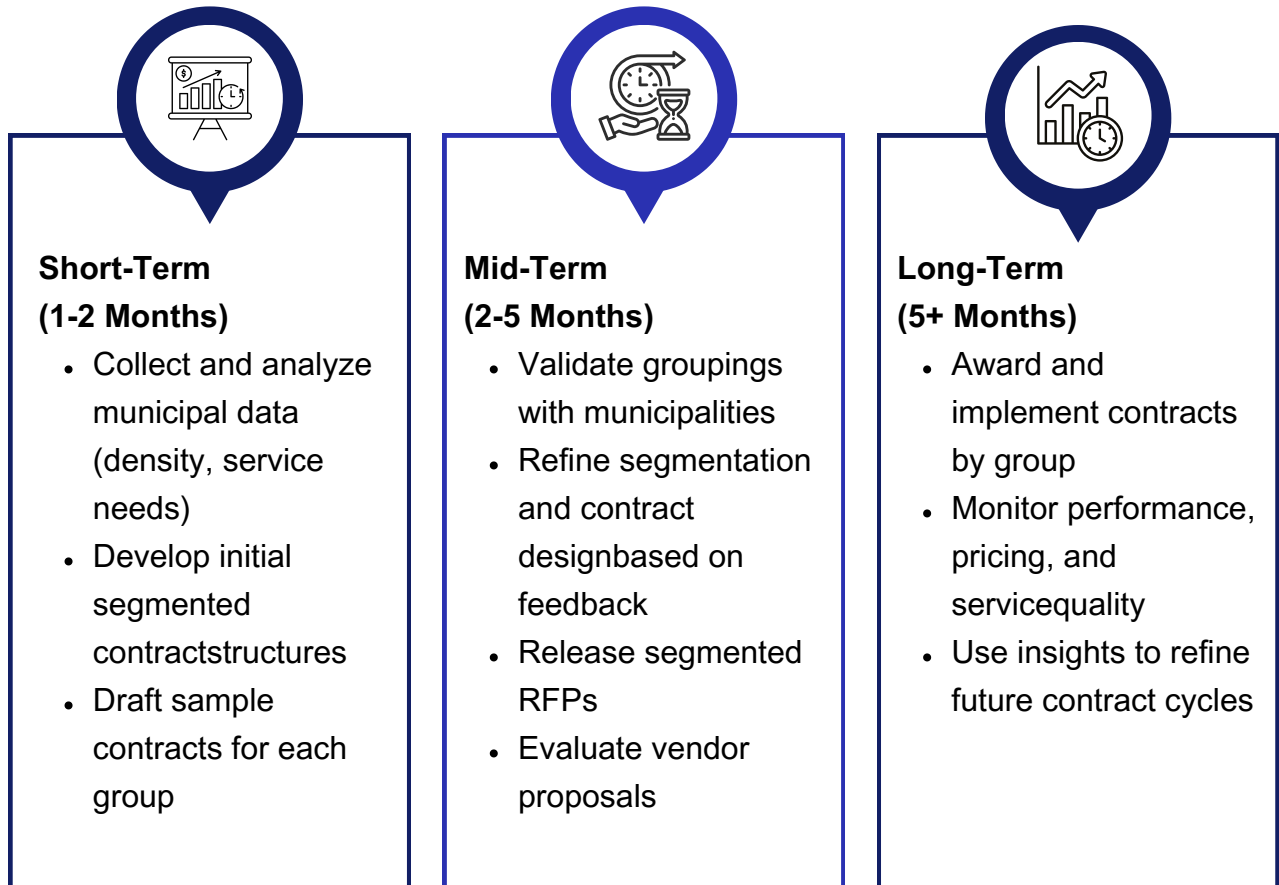 Short-Term
(1-2 Months)
• Collect and analyze
municipal data
(density, service
needs)
• Develop initial
segmented
contractstructures
• Draft sample
contracts for each
group
Mid-Term
(2-5 Months)
• Validate groupings
with municipalities
• Refine segmentation
and contract
designbased on
feedback
• Release segmented
RFPs
• Evaluate vendor
proposals
Long-Term
(5+ Months)
• Award and
implement contracts
by group
• Monitor performance,
pricing, and
servicequality
• Use insights to refine
future contract cycles